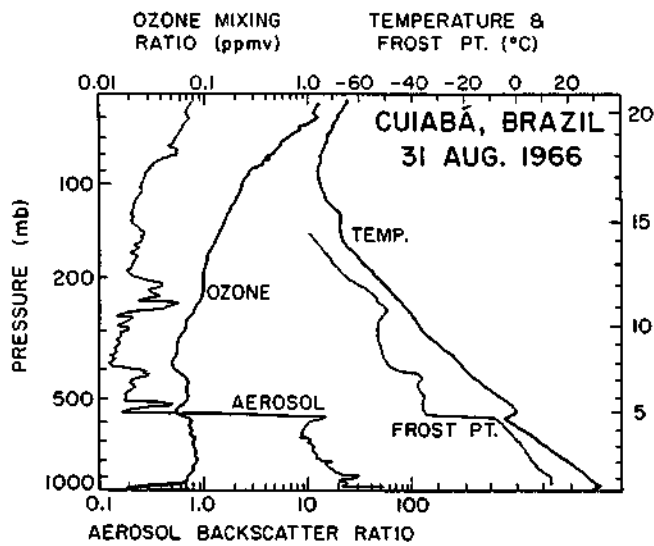 OZONE MIXING
RATIO (ppmv)
TEMPERATURE &
FROST PT. (°C)
0.01 0.1 1.0 -60 -40 -20 0 20
CUIABÁ, BRAZIL
31 AUG. 1966
PRESSURE (mb)
100
200
500
1000
20
15
10
5
TEMP.
OZONE
AEROSOL
FROST PT.
0.1 1.0 10 100
AEROSOL BACKSCATTER RATIO